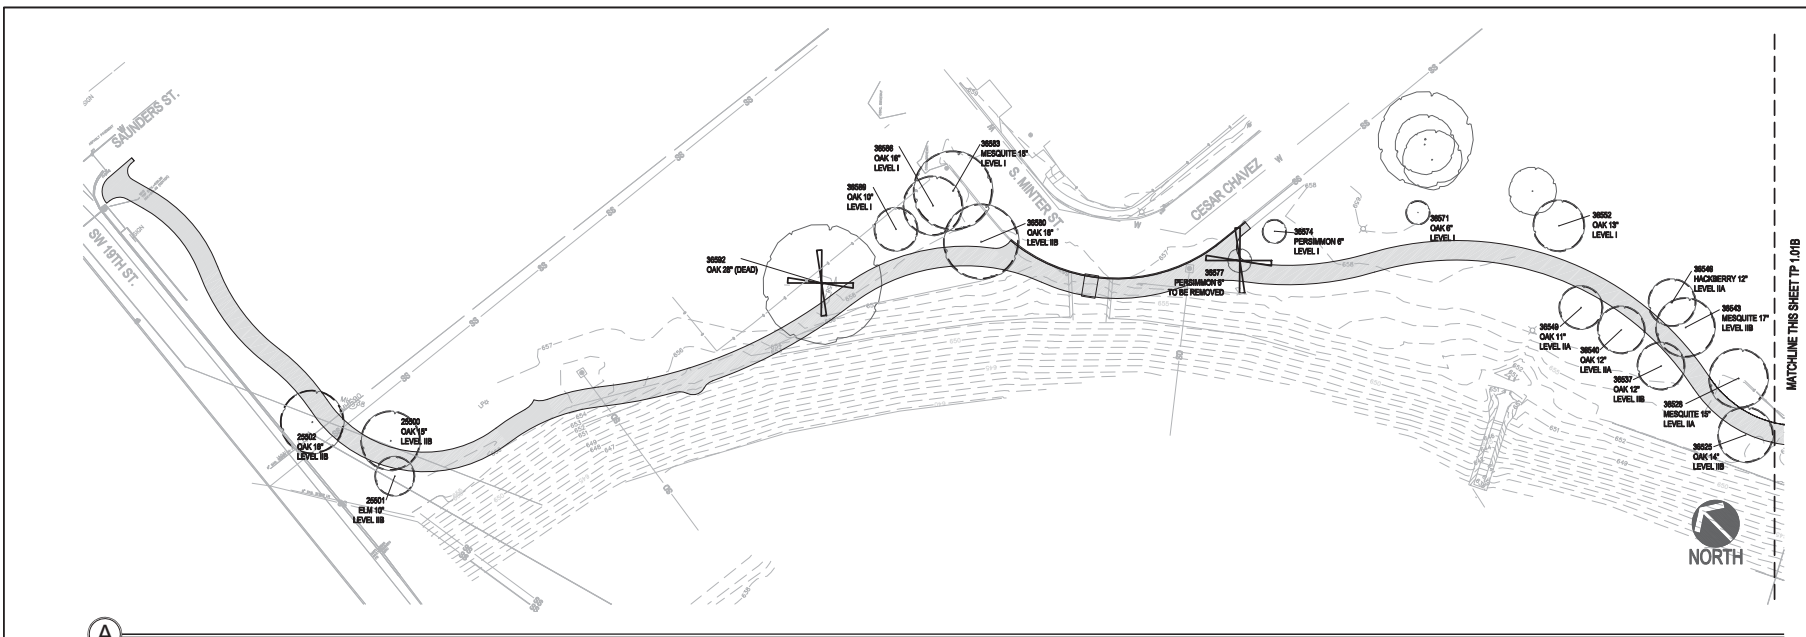 SAUNDERS ST.
SW 19TH ST.
25502
OAK 16"
LEVEL IIB
25500
OAK 15"
LEVEL IIB
25501
ELM 10"
LEVEL IIB
36592
OAK 28" (DEAD)
36586
OAK 16"
LEVEL I
36589
OAK 10"
LEVEL I
36583
MESQUITE 18"
LEVEL I
36580
OAK 18"
LEVEL IIB
S. MINTER ST.
CESAR CHAVEZ
36577
PERSIMMON 6"
TO BE REMOVED
36574
PERSIMMON 6"
LEVEL I
36571
OAK 6"
LEVEL I
36552
OAK 13"
LEVEL I
36549
OAK 11"
LEVEL IIA
36540
OAK 12"
LEVEL IIA
36537
OAK 12"
LEVEL IIB
36546
HACKBERRY 12"
LEVEL IIA
36543
MESQUITE 17"
LEVEL IIB
36528
MESQUITE 15"
LEVEL IIA
36525
OAK 14"
LEVEL IIB
MATCHLINE THIS SHEET TP 1.01B
NORTH
A